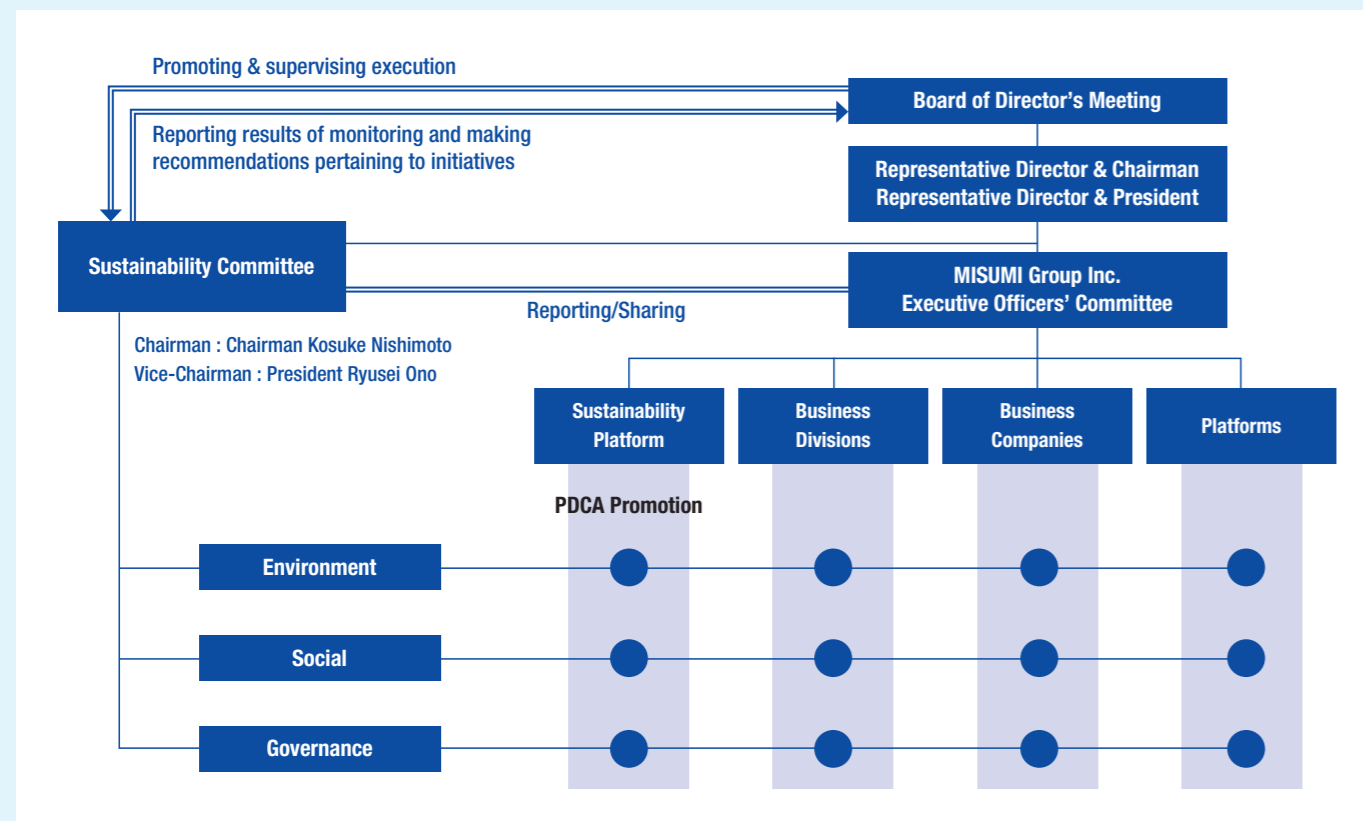 Promoting & supervising execution
Board of Director’s Meeting
Reporting results of monitoring and making
recommendations pertaining to initiatives
Representative Director & Chairman
Representative Director & President
Sustainability Committee
MISUMI Group Inc.
Executive Officers’ Committee
Reporting/Sharing
Chairman : Chairman Kosuke Nishimoto
Vice-Chairman : President Ryusei Ono
Sustainability
Platform
Business
Divisions
Business
Companies
Platforms
PDCA Promotion
Environment
Social
Governance